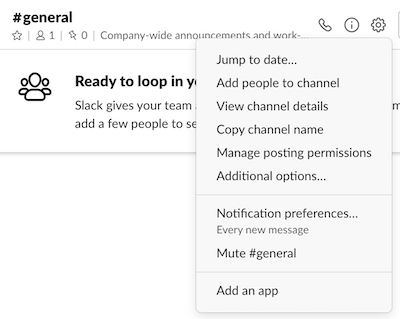 #general
1 | 0 | Company-wide announcements and work-...
Jump to date...
Ready to loop in y
Add people to channel
Slack gives your team
View channel details
add a few people to se
Copy channel name
Manage posting permissions
Additional options...
Notification preferences...
Every new message
Mute #general
Add an app